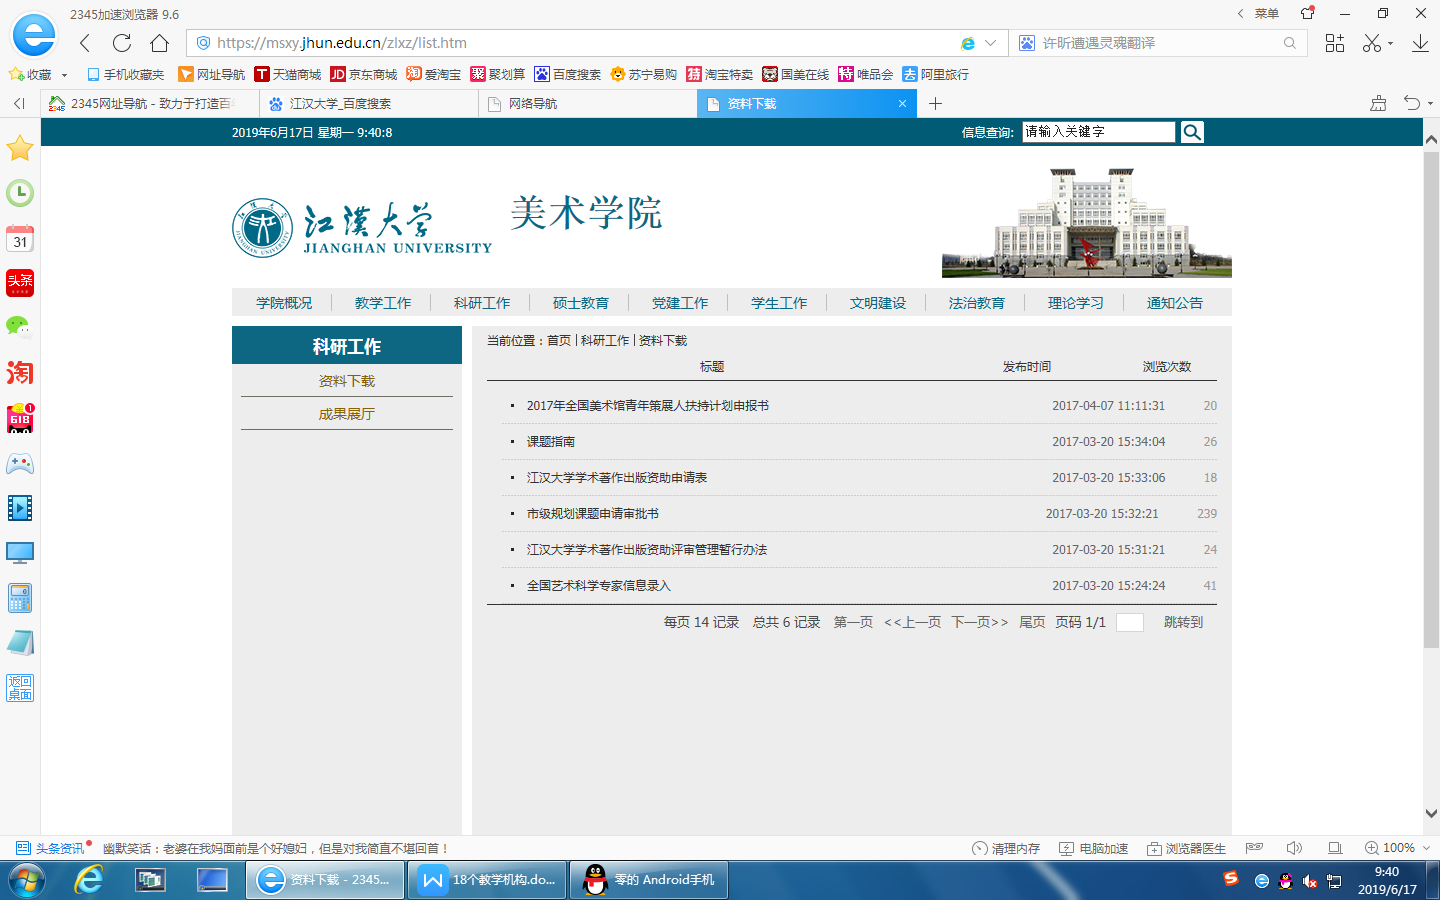 2345加速浏览器 9.6
菜单
https://msxy.jhun.edu.cn/zlxz/list.htm
许昕遭遇灵魂翻译
收藏 手机收藏夹 网址导航 天猫商城 京东商城 爱淘宝 聚划算 百度搜索 苏宁易购 淘宝特卖 国美在线 唯品会 阿里旅行
2345网址导航 - 致力于打造百 江汉大学_百度搜索 网络导航 资料下载
2019年6月17日 星期一 9:40:8
信息查询: 请输入关键字
江汉大学
JIANGHAN UNIVERSITY
美术学院
学院概况 教学工作 科研工作 硕士教育 党建工作 学生工作 文明建设 法治教育 理论学习 通知公告
科研工作
资料下载
成果展厅
当前位置：首页 | 科研工作 | 资料下载
标题 发布时间 浏览次数
2017年全国美术馆青年策展人扶持计划申报书 2017-04-07 11:11:31 20
课题指南 2017-03-20 15:34:04 26
江汉大学学术著作出版资助申请表 2017-03-20 15:33:06 18
市级规划课题申请审批书 2017-03-20 15:32:21 239
江汉大学学术著作出版资助评审管理暂行办法 2017-03-20 15:31:21 24
全国艺术科学专家信息录入 2017-03-20 15:24:24 41
每页 14 记录 总共 6 记录 第一页 <<上一页 下一页>> 尾页 页码 1/1 跳转到
31
头条
淘
618
返回
桌面
头条资讯 幽默笑话：老婆在我妈面前是个好媳妇，但是对我简直不堪回首！
清理内存 电脑加速 浏览器医生 100%
资料下载 - 2345... 18个教学机构.do... 零的 Android手机
9:40
2019/6/17